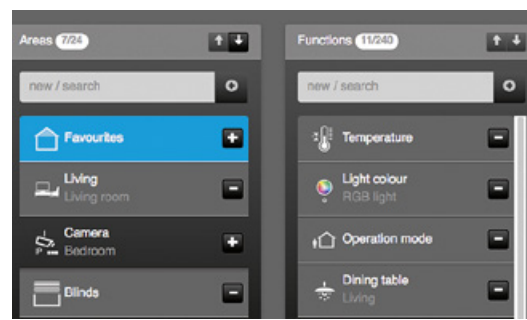 Areas 7/24
new / search
Favourites
Living
Living room
Camera
Bedroom
Blinds
Functions 11/240
new / search
Temperature
Light colour
RGB light
Operation mode
Dining table
Living